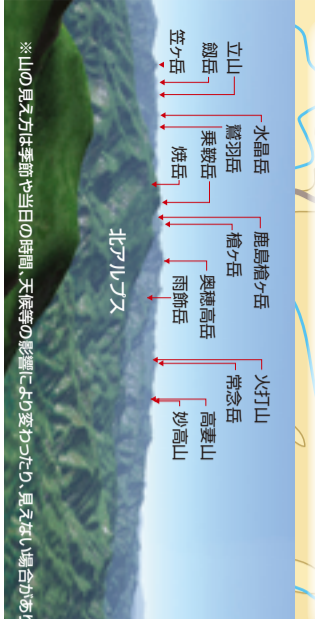 立山
劔岳
笠ヶ岳
水晶岳
鷲羽岳
乗鞍岳
焼岳
鹿島槍ヶ岳
槍ヶ岳
奥穂高岳
雨飾岳
火打山
常念岳
高妻山
妙高山
北アルプス
※山の見え方は季節や当日の時間、天候等の影響により変わったり、見えない場合があ